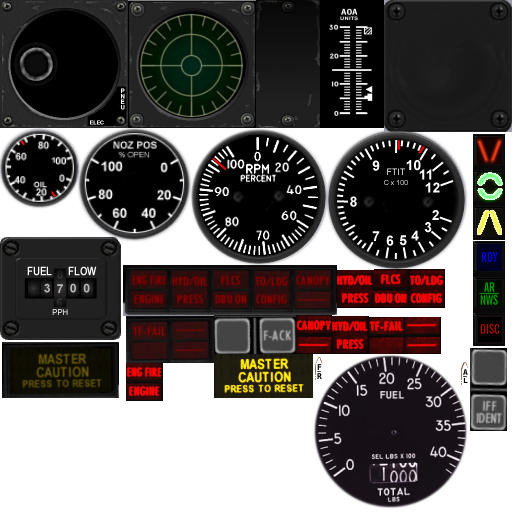 AOA
UNITS
30
25
20
15
10
5
0
PNEU
ELEC
80
60
100
40
0
OIL
20
NOZ POS
% OPEN
100
0
80
20
60
40
0
100
20
RPM
PERCENT
90
40
80
60
70
9
10
FTIT
C x 100
11
12
8
2
3
7
6
5
4
RDY
AR
NWS
DISC
FUEL FLOW
3700
PPH
ENG FIRE
ENGINE
HYD/OIL
PRESS
FLCS
DBU ON
TO/LDG
CONFIG
CANOPY
HYD/OIL
PRESS
FLCS
DBU ON
TO/LDG
CONFIG
TF-FAIL
F-ACK
CANOPY
HYD/OIL
PRESS
TF-FAIL
MASTER
CAUTION
PRESS TO RESET
ENG FIRE
ENGINE
MASTER
CAUTION
PRESS TO RESET
FR
AL
IFF
IDENT
20
15
25
FUEL
10
30
5
35
0
40
SEL LBS X 100
000
TOTAL
LBS